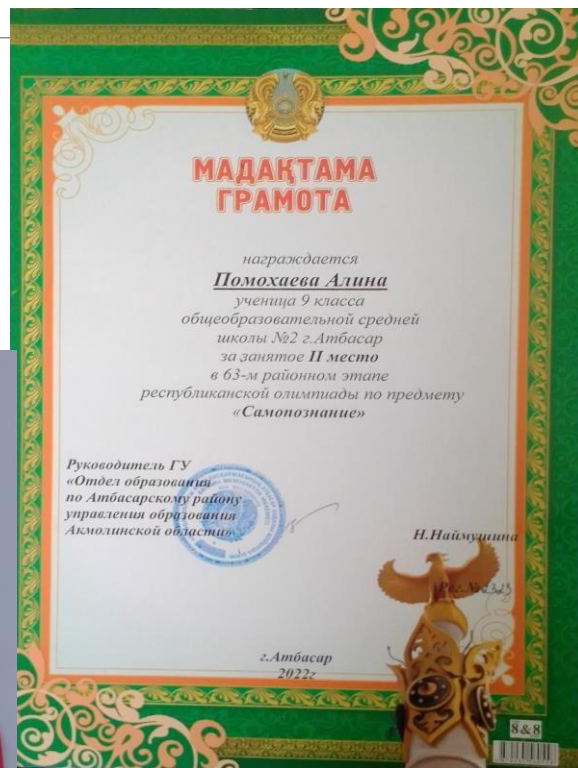 МАДАҚТАМА
ГРАМОТА
награждается
Помохаева Алина
ученица 9 класса
общеобразовательной средней
школы №2 г.Атбасар
за занятое II место
в 63-м районном этапе
республиканской олимпиады по предмету
«Самопознание»
Руководитель ГУ
«Отдел образования
по Атбасарскому району
управления образования
Акмолинской области»
Н.Наймушина
Рег.№2323
г.Атбасар
2022г
8&8